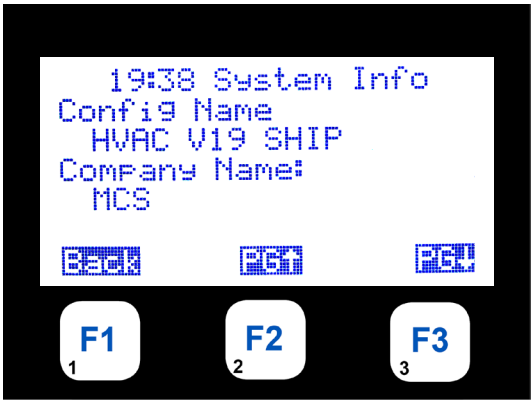 19:38 System Info
Config Name
HVAC V19 SHIP
Company Name:
MCS
Back PG↑ PG↓
F1 F2 F3
1 2 3